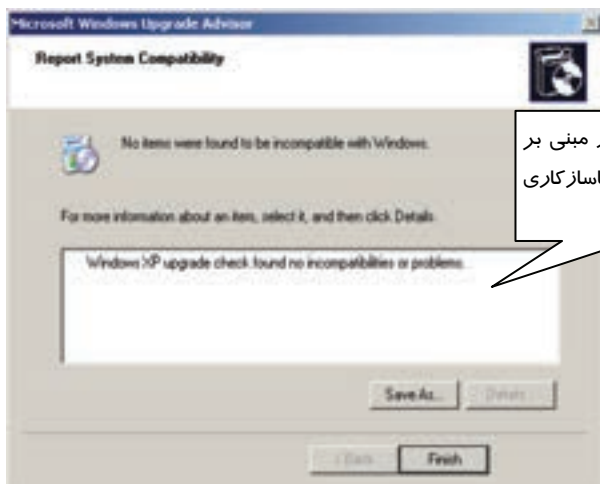 Microsoft Windows Upgrade Advisor
Report System Compatibility
No items were found to be incompatible with Windows.
مبنی بر
کاری
For more information about an item, select it, and then click Details.
Windows XP upgrade check found no incompatibilities or problems.
Save As...
Details...
< Back
Finish